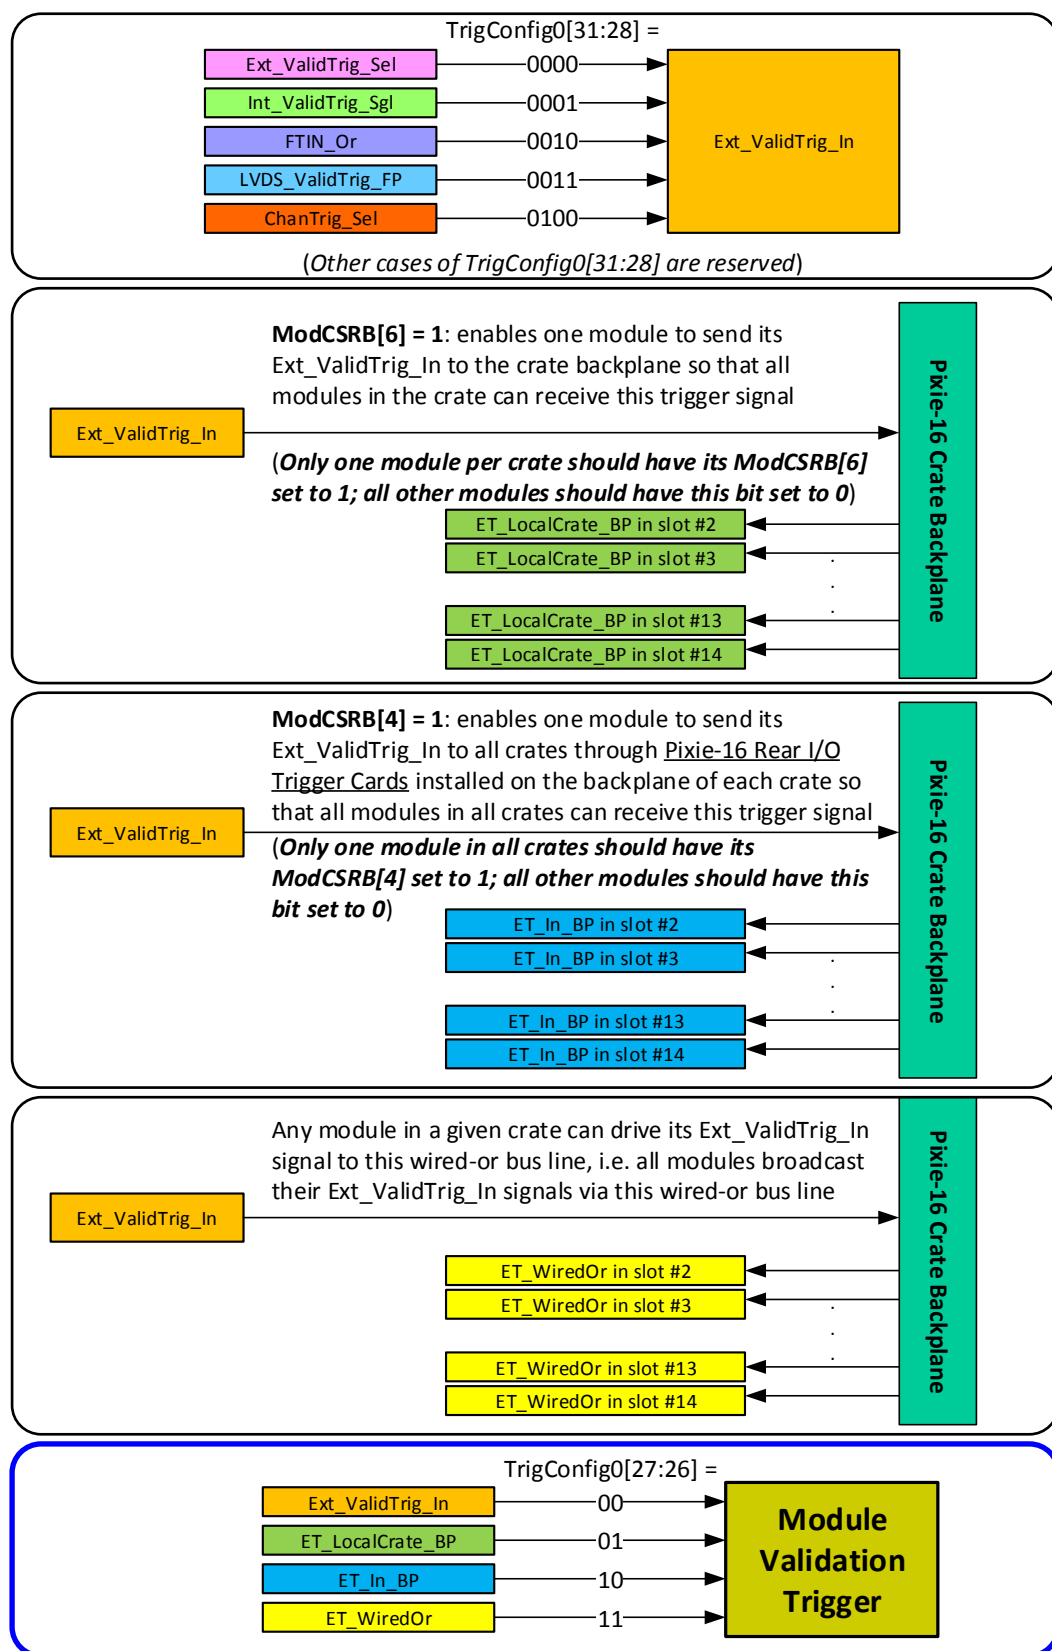 TrigConfig0[31:28] =
Ext_ValidTrig_Sel
0000
Int_ValidTrig_Sgl
0001
FTIN_Or
0010
Ext_ValidTrig_In
LVDS_ValidTrig_FP
0011
ChanTrig_Sel
0100
(Other cases of TrigConfig0[31:28] are reserved)
ModCSRB[6] = 1: enables one module to send its
Ext_ValidTrig_In to the crate backplane so that all
modules in the crate can receive this trigger signal
Ext_ValidTrig_In
(Only one module per crate should have its ModCSRB[6]
set to 1; all other modules should have this bit set to 0)
ET_LocalCrate_BP in slot #2
ET_LocalCrate_BP in slot #3
.
.
.
ET_LocalCrate_BP in slot #13
ET_LocalCrate_BP in slot #14
Pixie-16 Crate Backplane
ModCSRB[4] = 1: enables one module to send its
Ext_ValidTrig_In to all crates through Pixie-16 Rear I/O
Trigger Cards installed on the backplane of each crate so
that all modules in all crates can receive this trigger signal
Ext_ValidTrig_In
(Only one module in all crates should have its
ModCSRB[4] set to 1; all other modules should have this
bit set to 0)
ET_In_BP in slot #2
ET_In_BP in slot #3
.
.
.
ET_In_BP in slot #13
ET_In_BP in slot #14
Pixie-16 Crate Backplane
Any module in a given crate can drive its Ext_ValidTrig_In
signal to this wired-or bus line, i.e. all modules broadcast
their Ext_ValidTrig_In signals via this wired-or bus line
Ext_ValidTrig_In
ET_WiredOr in slot #2
ET_WiredOr in slot #3
.
.
.
ET_WiredOr in slot #13
ET_WiredOr in slot #14
Pixie-16 Crate Backplane
TrigConfig0[27:26] =
Ext_ValidTrig_In
00
ET_LocalCrate_BP
01
ET_In_BP
10
ET_WiredOr
11
Module
Validation
Trigger